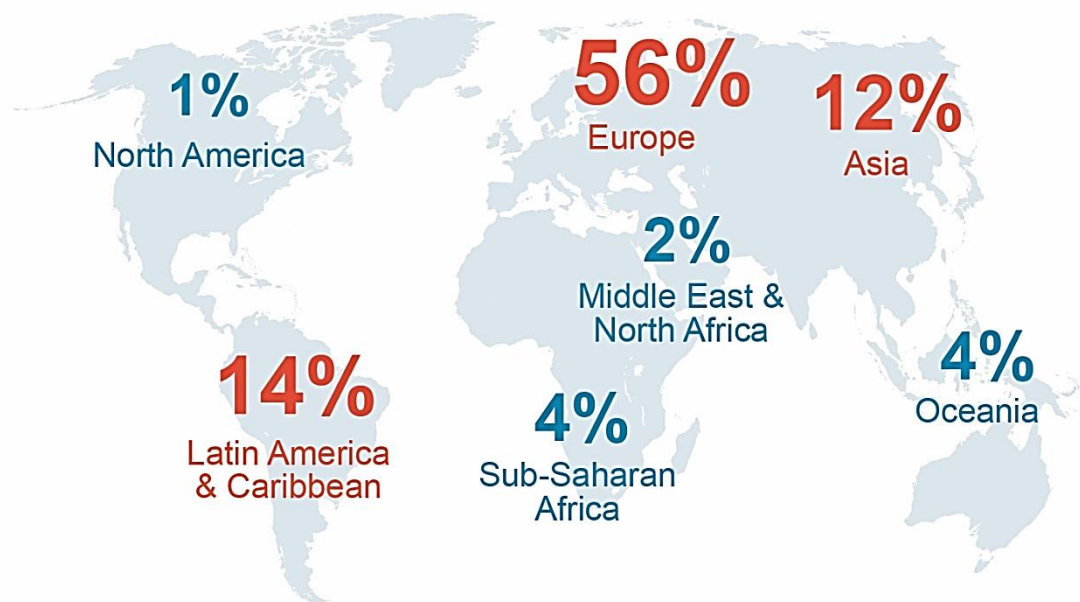 1%
North America
56%
Europe
12%
Asia
2%
Middle East &
North Africa
14%
Latin America
& Caribbean
4%
Sub-Saharan
Africa
4%
Oceania